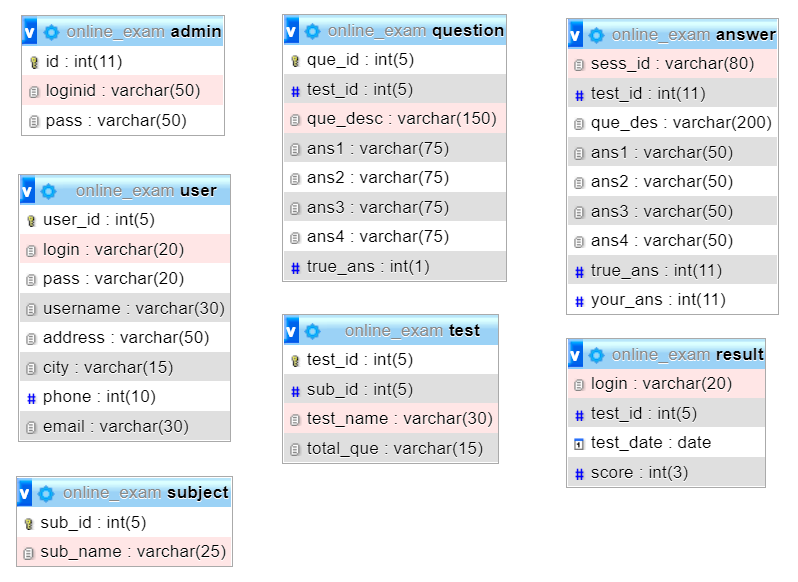 online_exam admin
id : int(11)
loginid : varchar(50)
pass : varchar(50)
online_exam user
user_id : int(5)
login : varchar(20)
pass : varchar(20)
username : varchar(30)
address : varchar(50)
city : varchar(15)
phone : int(10)
email : varchar(30)
online_exam subject
sub_id : int(5)
sub_name : varchar(25)
online_exam question
que_id : int(5)
test_id : int(5)
que_desc : varchar(150)
ans1 : varchar(75)
ans2 : varchar(75)
ans3 : varchar(75)
ans4 : varchar(75)
true_ans : int(1)
online_exam test
test_id : int(5)
sub_id : int(5)
test_name : varchar(30)
total_que : varchar(15)
online_exam answer
sess_id : varchar(80)
test_id : int(11)
que_des : varchar(200)
ans1 : varchar(50)
ans2 : varchar(50)
ans3 : varchar(50)
ans4 : varchar(50)
true_ans : int(11)
your_ans : int(11)
online_exam result
login : varchar(20)
test_id : int(5)
test_date : date
score : int(3)